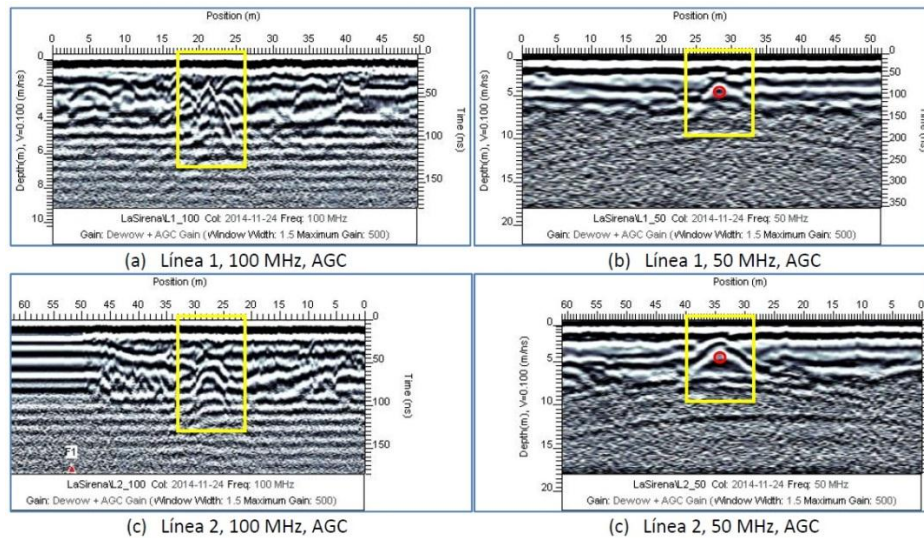 Position (m)
0 5 10 15 20 25 30 35 40 45 50
Depth(m), V=0.100 (m/ns)
0
2
4
6
8
10
Time (ns)
0
50
100
150
LaSirena\L1_100 Col: 2014-11-24 Freq: 100 MHz
Gain: Dewow + AGC Gain (Window Width: 1.5 Maximum Gain: 500)
(a) Línea 1, 100 MHz, AGC
Position (m)
0 10 20 30 40 50
Depth(m), V=0.100 (m/ns)
0
5
10
15
20
Time (ns)
0
50
100
150
200
250
300
350
LaSirena\L1_50 Col: 2014-11-24 Freq: 50 MHz
Gain: Dewow + AGC Gain (Window Width: 1.5 Maximum Gain: 500)
(b) Línea 1, 50 MHz, AGC
Position (m)
60 55 50 45 40 35 30 25 20 15 10 5 0
Time (ns)
0
50
100
150
F1
LaSirena\L2_100 Col: 2014-11-24 Freq: 100 MHz
Gain: Dewow + AGC Gain (Window Width: 1.5 Maximum Gain: 500)
(c) Línea 2, 100 MHz, AGC
Position (m)
60 55 50 45 40 35 30 25 20 15 10 5 0
Depth(m), V=0.100 (m/ns)
0
5
10
15
20
LaSirena\L2_50 Col: 2014-11-24 Freq: 50 MHz
Gain: Dewow + AGC Gain (Window Width: 1.5 Maximum Gain: 500)
(c) Línea 2, 50 MHz, AGC